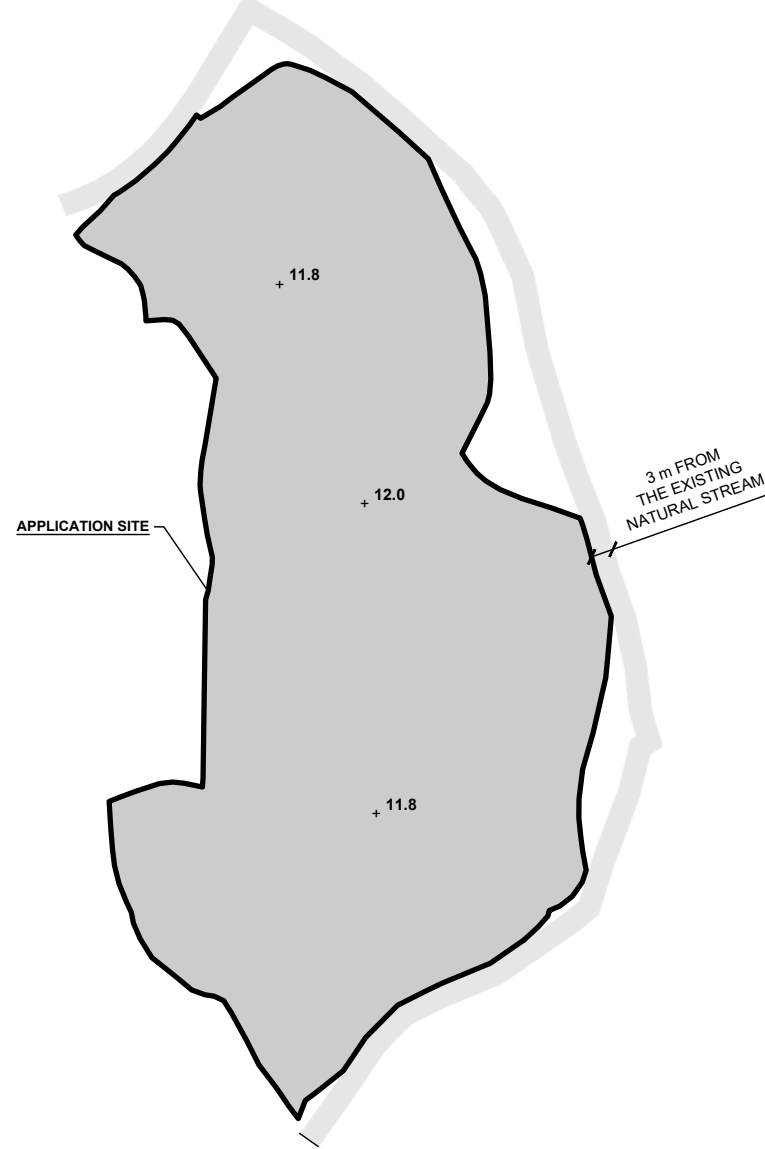 11.8
3 m FROM
THE EXISTING
NATURAL STREAM
12.0
APPLICATION SITE
11.8